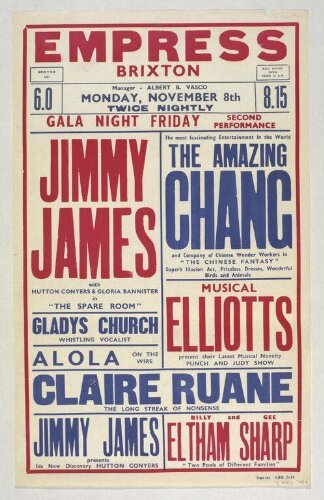 EMPRESS
BRIXTON
Manager - ALBERT B. VASCO
6.0
MONDAY, NOVEMBER 8th
TWICE NIGHTLY
8.15
GALA NIGHT FRIDAY SECOND PERFORMANCE
JIMMY
JAMES
with
HUTTON CONYERS & GLORIA BANNISTER
in
"THE SPARE ROOM"
GLADYS CHURCH
WHISTLING VOCALIST
ALOLA ON THE WIRE
The most fascinating Entertainment in the World
THE AMAZING
CHANG
and Company of Chinese Wonder Workers in
"THE CHINESE FANTASY"
Superb Illusion Act, Priceless Dresses, Wonderful
Birds and Animals
MUSICAL
ELLIOTTS
present their Latest Musical Novelty
PUNCH AND JUDY SHOW
CLAIRE RUANE
THE LONG STREAK OF NONSENSE
JIMMY JAMES
presents
his New Discovery HUTTON CONYERS
BILLY and GEE
ELTHAM SHARP
"Two Pools of Different Families"